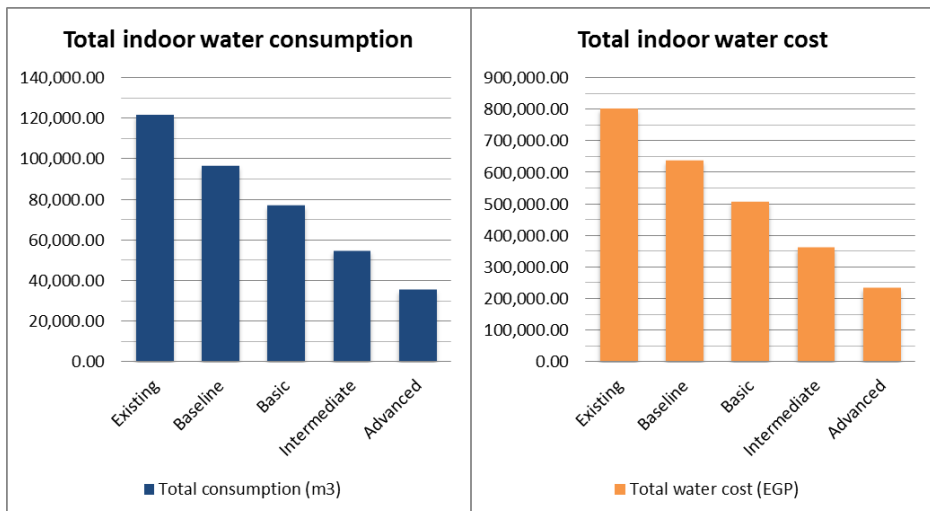 Total indoor water consumption
140,000.00
120,000.00
100,000.00
80,000.00
60,000.00
40,000.00
20,000.00
0.00
Existing
Baseline
Basic
Intermediate
Advanced
Total consumption (m3)
Total indoor water cost
900,000.00
800,000.00
700,000.00
600,000.00
500,000.00
400,000.00
300,000.00
200,000.00
100,000.00
0.00
Existing
Baseline
Basic
Intermediate
Advanced
Total water cost (EGP)